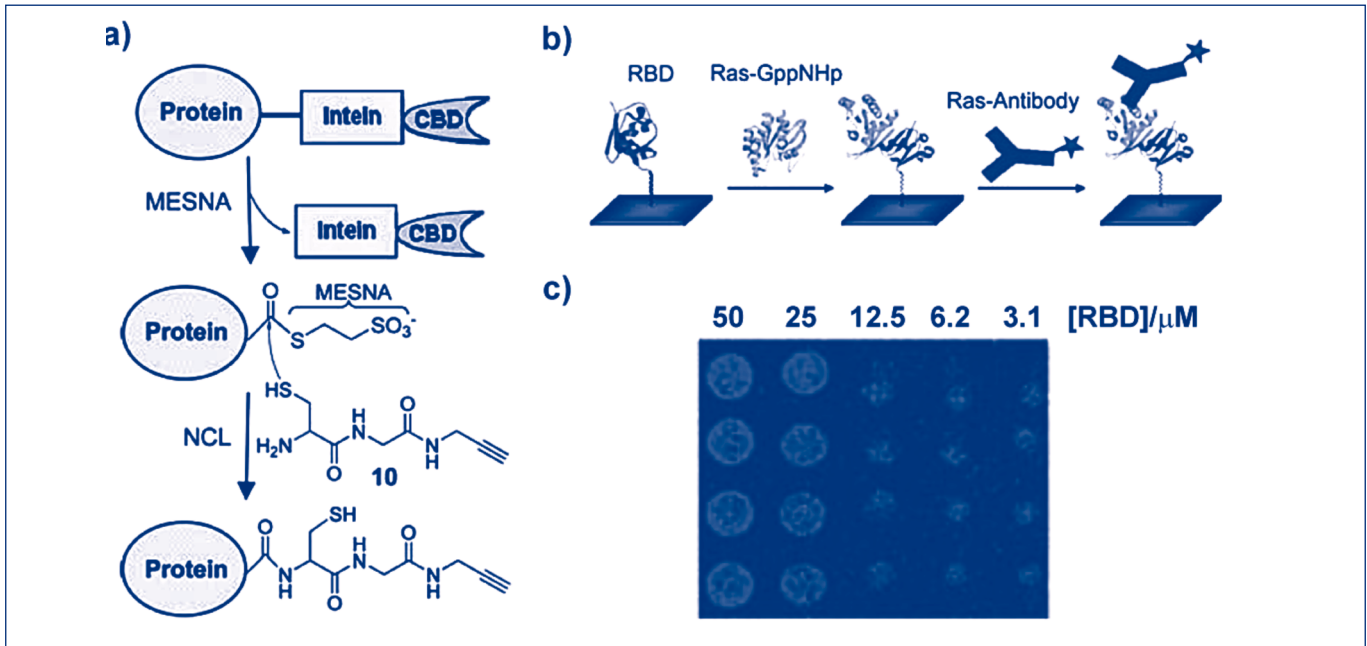 a)
Protein
Intein
CBD
MESNA
Intein
CBD
MESNA
Protein
O
S
SO3-
HS
NCL
H2N
O
H
N
O
N
H
10
Protein
O
N
H
SH
O
H
N
O
N
H
b)
RBD
Ras-GppNHp
Ras-Antibody
c)
50 25 12.5 6.2 3.1 [RBD]/μM